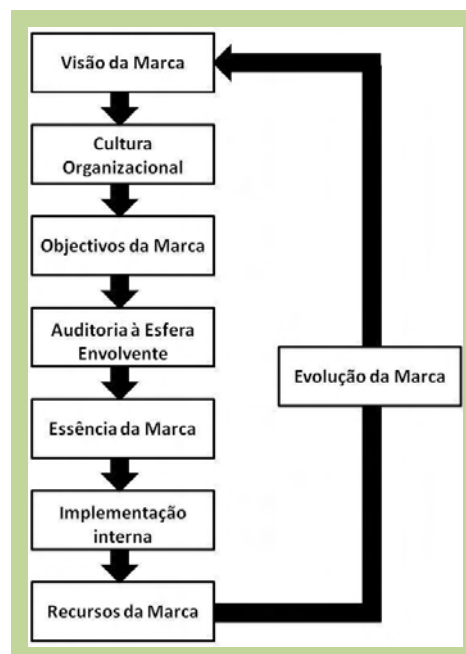 Visão da Marca
Cultura
Organizacional
Objectivos da Marca
Auditoria à Esfera
Envolvente
Evolução da Marca
Essência da Marca
Implementação
interna
Recursos da Marca